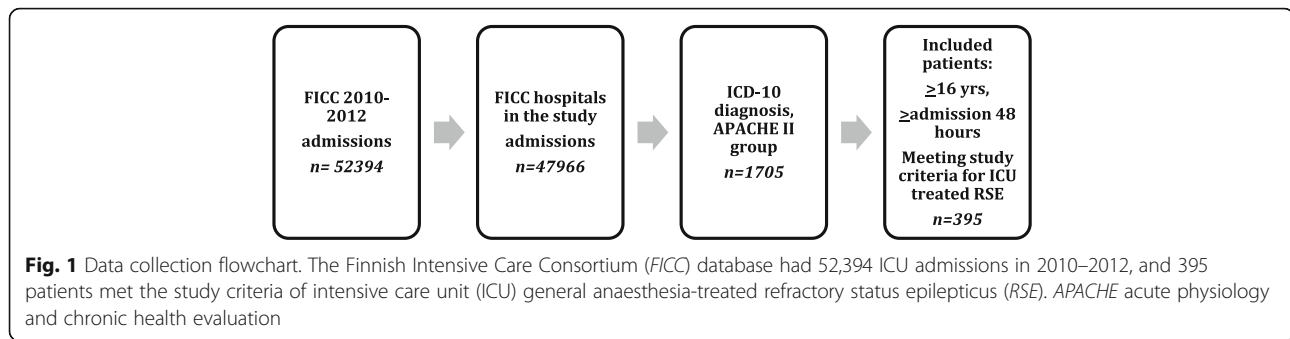 FICC 2010-
2012
admissions
n= 52394
FICC hospitals
in the study
admissions
n=47966
ICD-10
diagnosis,
APACHE II
group
n=1705
Included
patients:
≥16 yrs,
≥admission 48
hours
Meeting study
criteria for ICU
treated RSE
n=395
Fig. 1 Data collection flowchart. The Finnish Intensive Care Consortium (FICC) database had 52,394 ICU admissions in 2010–2012, and 395
patients met the study criteria of intensive care unit (ICU) general anaesthesia-treated refractory status epilepticus (RSE). APACHE acute physiology
and chronic health evaluation